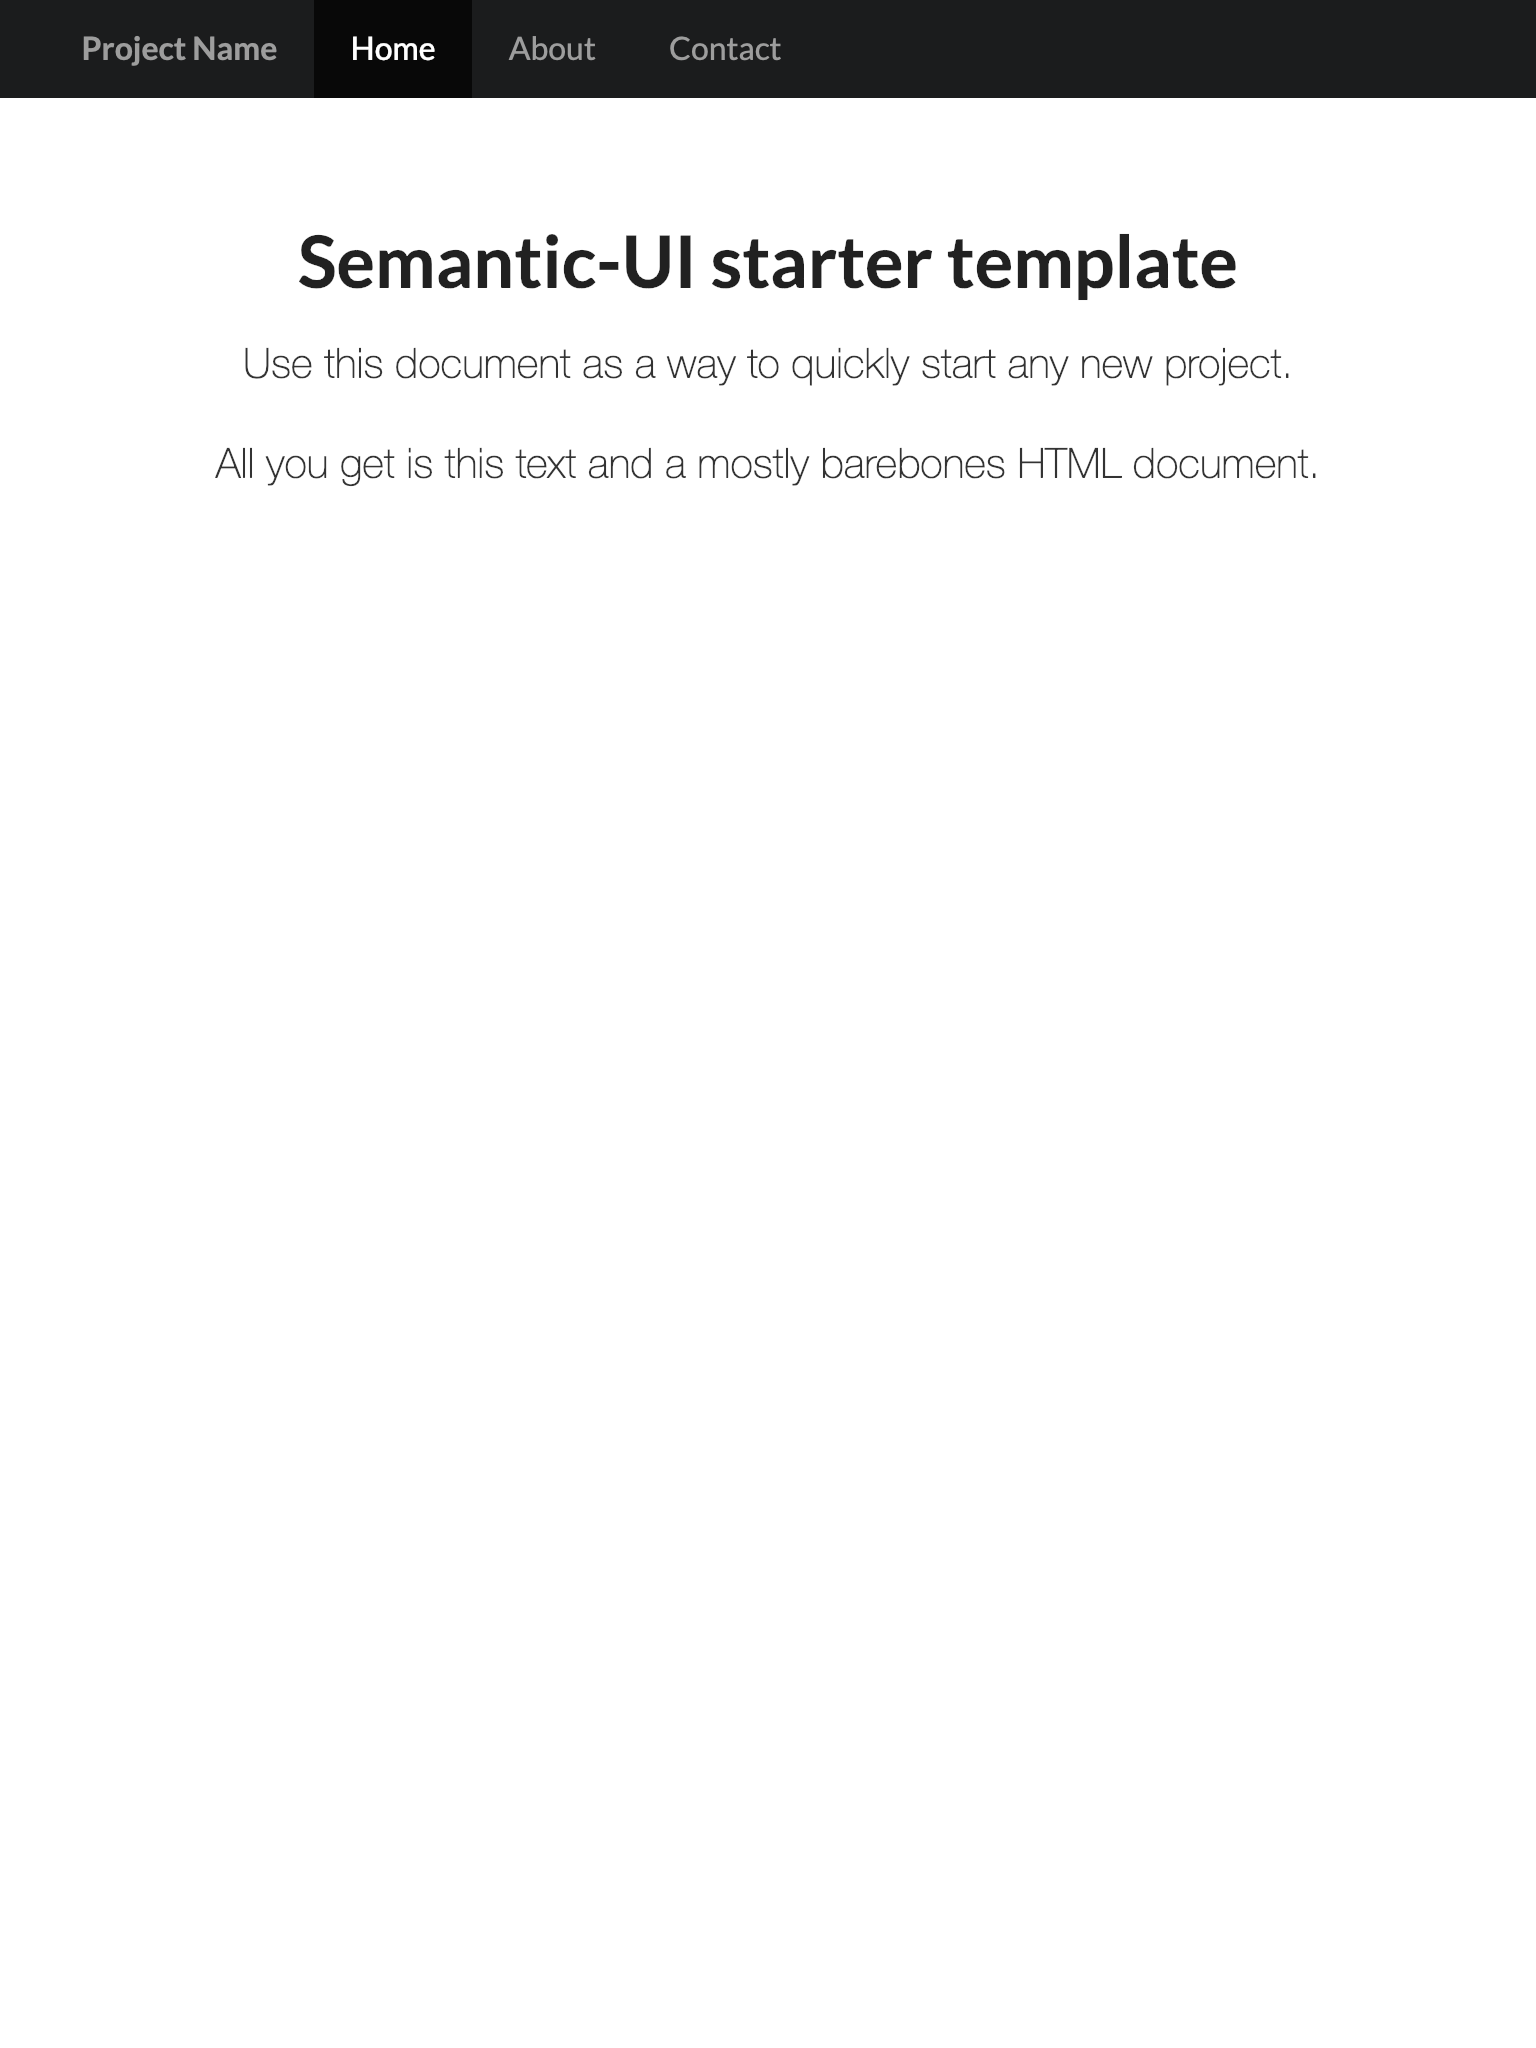 Project Name Home About Contact
Semantic-UI starter template
Use this document as a way to quickly start any new project.
All you get is this text and a mostly barebones HTML document.